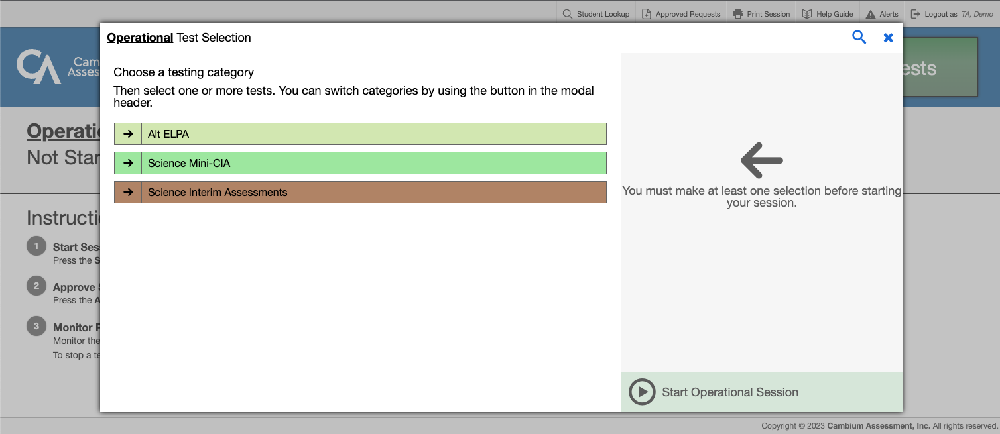 Student Lookup
Approved Requests
Print Session
Help Guide
Alerts
Logout as TA, Demo
CA
Cam
Asses
ests
Operational Test Selection
Choose a testing category
Then select one or more tests. You can switch categories by using the button in the modal
header.
Alt ELPA
Science Mini-CIA
Science Interim Assessments
You must make at least one selection before starting
your session.
Start Operational Session
Operatio
Not Star
Instructi
1
Start Ses
Press the S
2
Approve S
Press the A
3
Monitor P
Monitor the
To stop a te
Copyright © 2023 Cambium Assessment, Inc. All rights reserved.